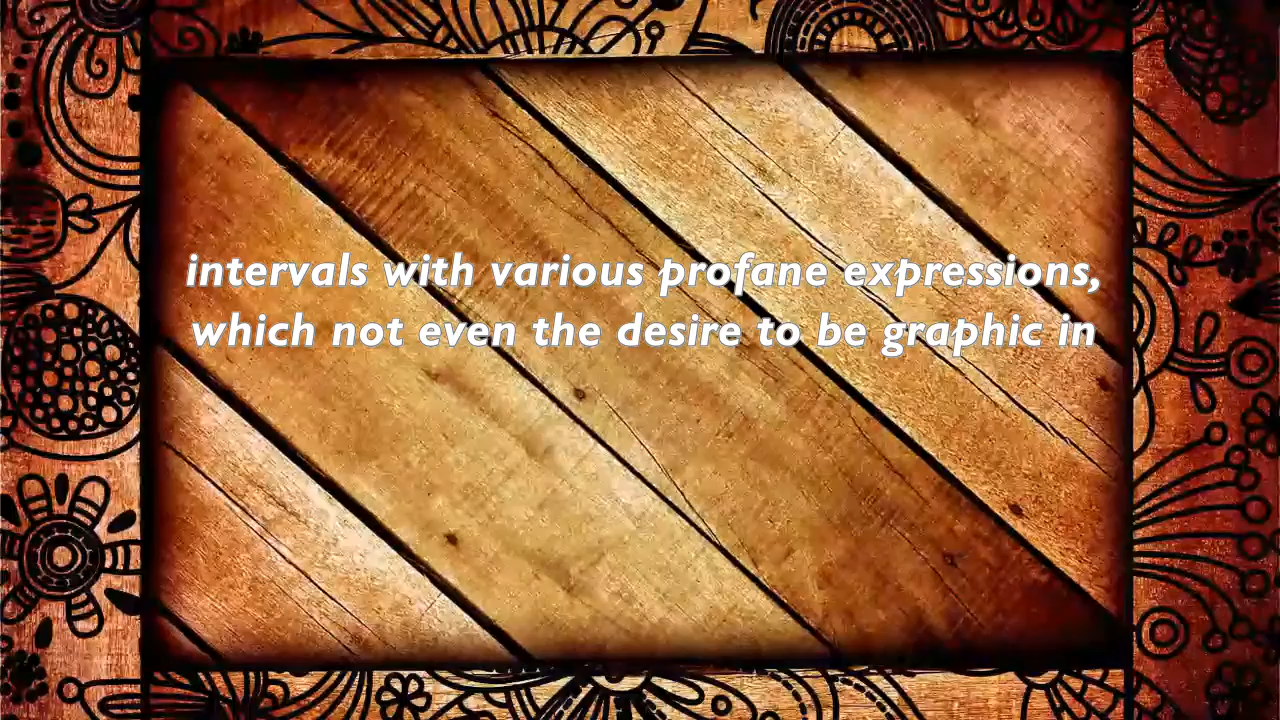 intervals with various profane expressions,
which not even the desire to be graphic in